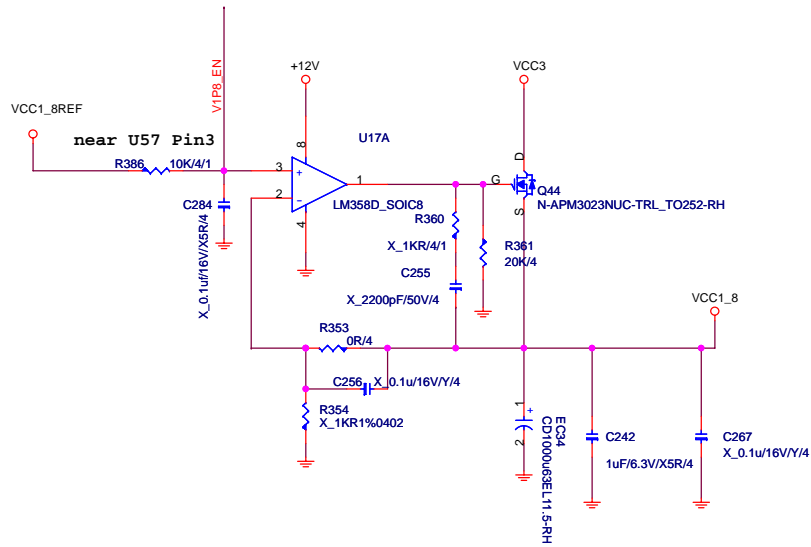 V1P8_EN
+12V
VCC3
VCC1_8REF
near U57 Pin3
U17A
R386
10K/4/1
8
3
+
1
D
G
Q44
C284
2
-
LM358D_SOIC8
S
N-APM3023NUC-TRL_TO252-RH
4
R360
X_1KR/4/1
R361
20K/4
X_0.1uf/16V/X5R/4
C255
X_2200pF/50V/4
VCC1_8
R353
0R/4
C256
X_0.1u/16V/Y/4
R354
X_1KR1%0402
1
+
2
EC34
CD1000u63EL11.5-RH
C242
1uF/6.3V/X5R/4
C267
X_0.1u/16V/Y/4